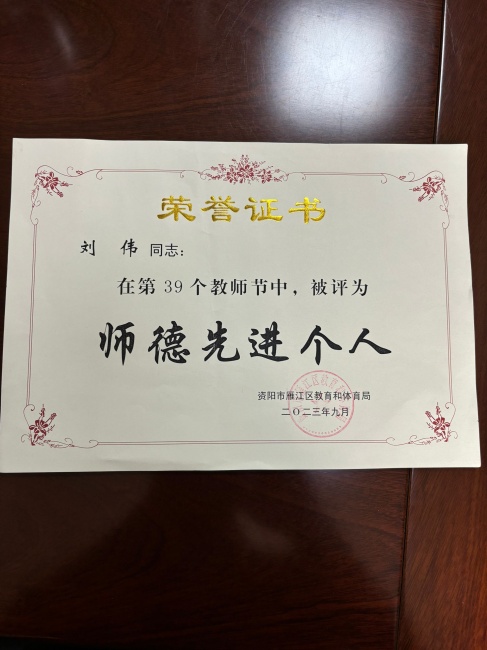 荣誉证书
刘 伟 同志：
在第 39 个教师节中，被评为
师德先进个人
资阳市雁江区教育和体育局
二〇二三年九月